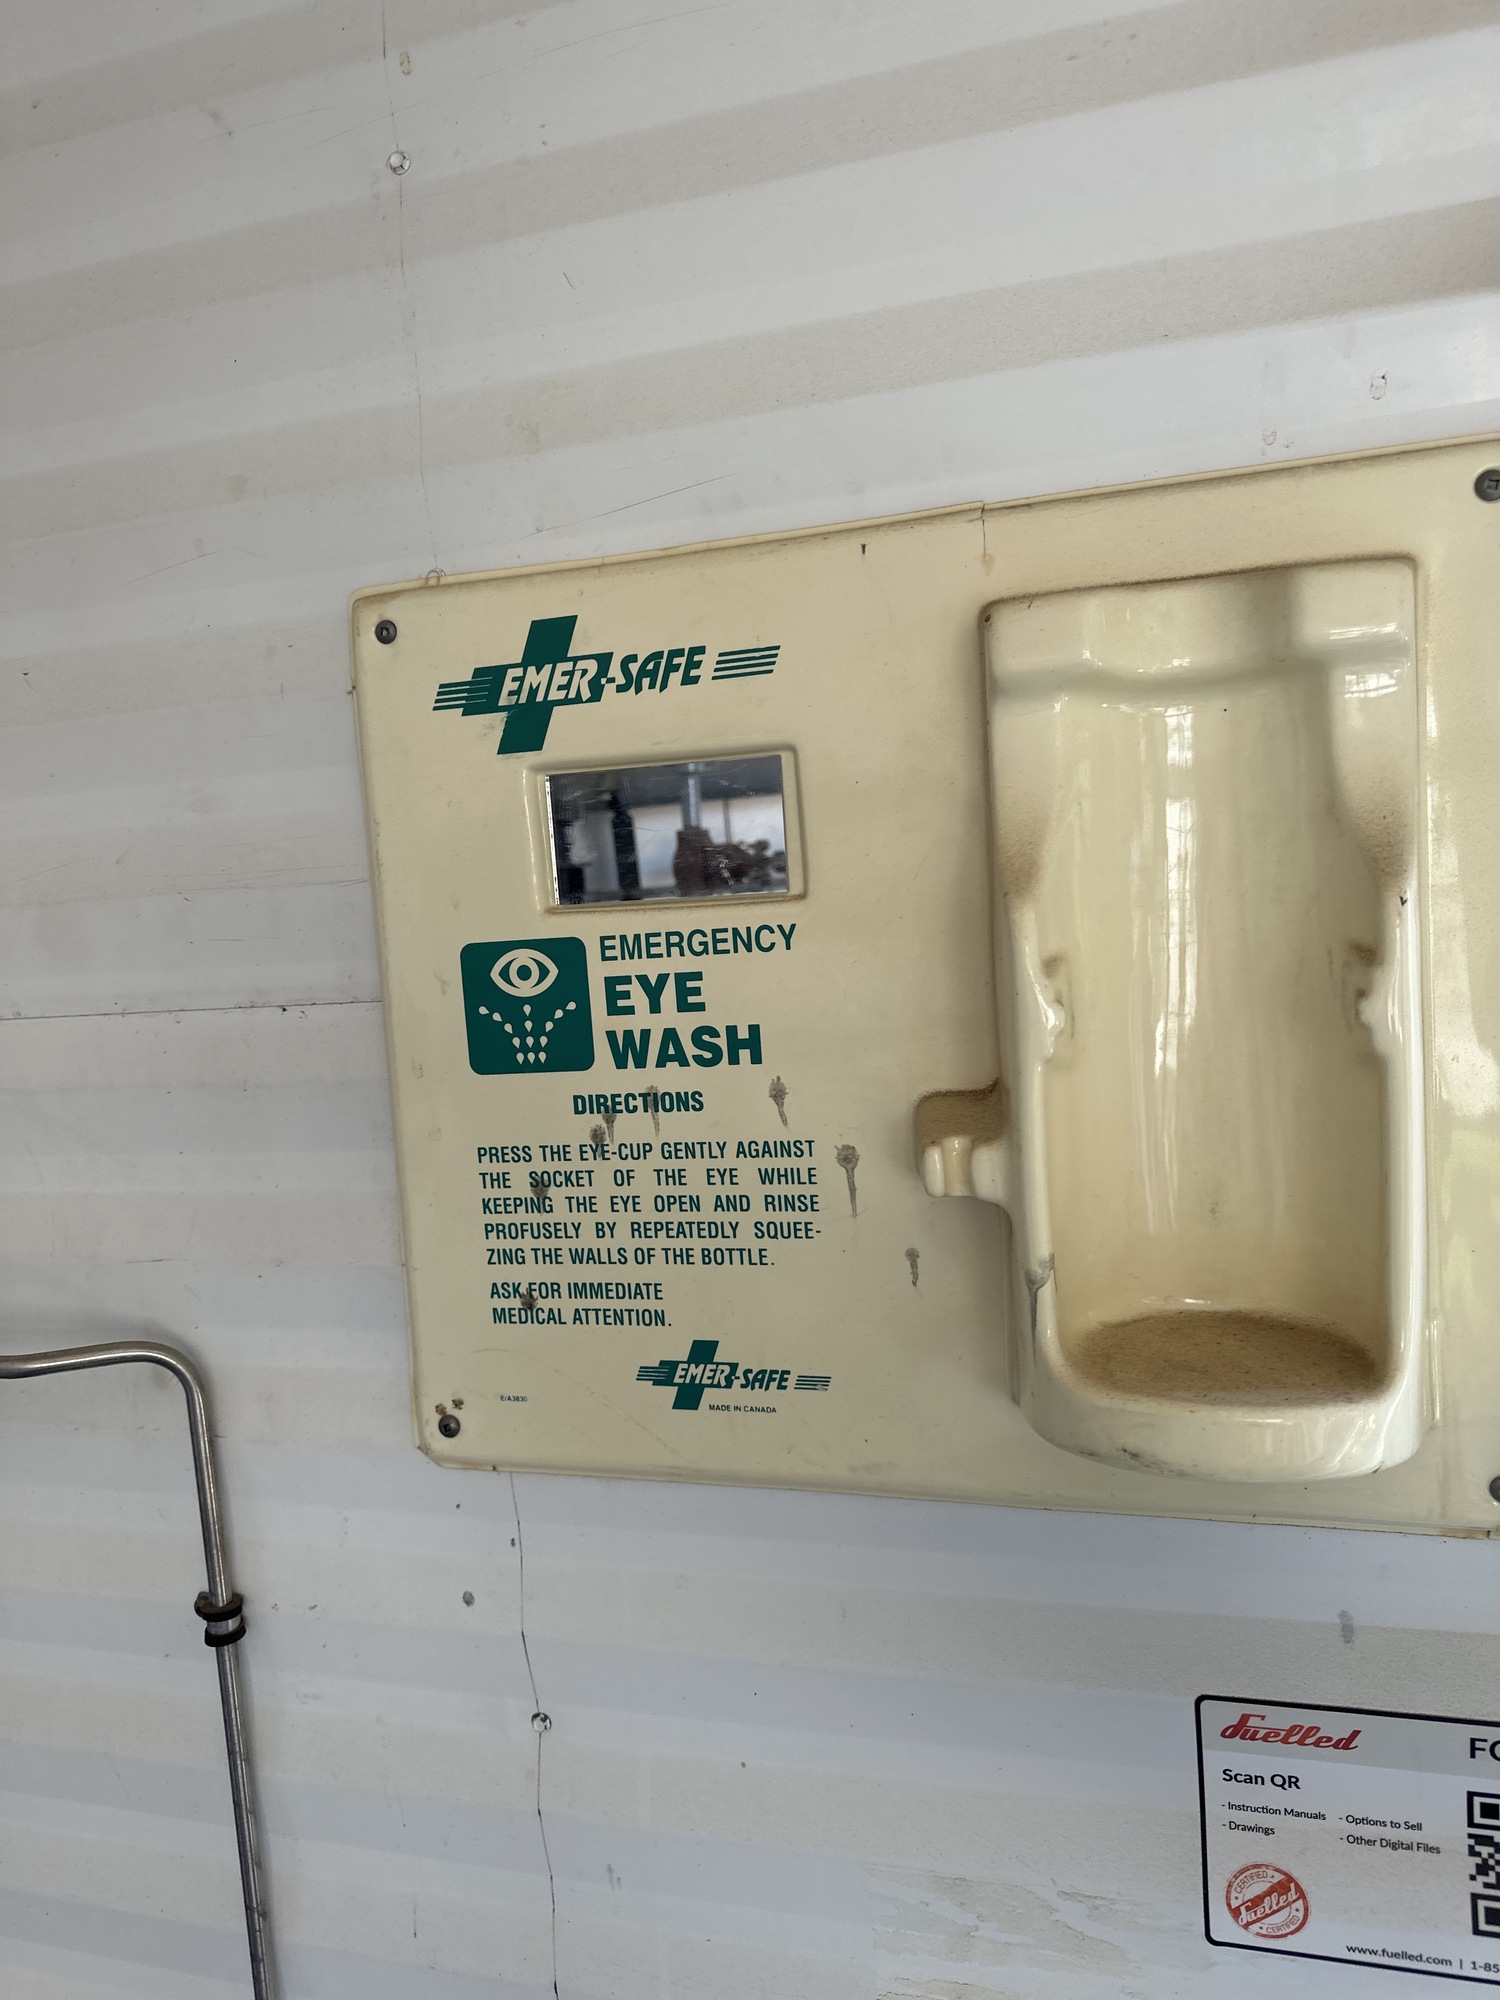 EMER-SAFE
EMERGENCY
EYE
WASH
DIRECTIONS
PRESS THE EYE-CUP GENTLY AGAINST
THE SOCKET OF THE EYE WHILE
KEEPING THE EYE OPEN AND RINSE
PROFUSELY BY REPEATEDLY SQUEE-
ZING THE WALLS OF THE BOTTLE.
ASK FOR IMMEDIATE
MEDICAL ATTENTION.
EMER-SAFE
E/A3830
MADE IN CANADA
Fuelled
Scan QR
- Instruction Manuals - Options to Sell
- Drawings - Other Digital Files
CERTIFIED
Fuelled
CERTIFIED
www.fuelled.com | 1-85